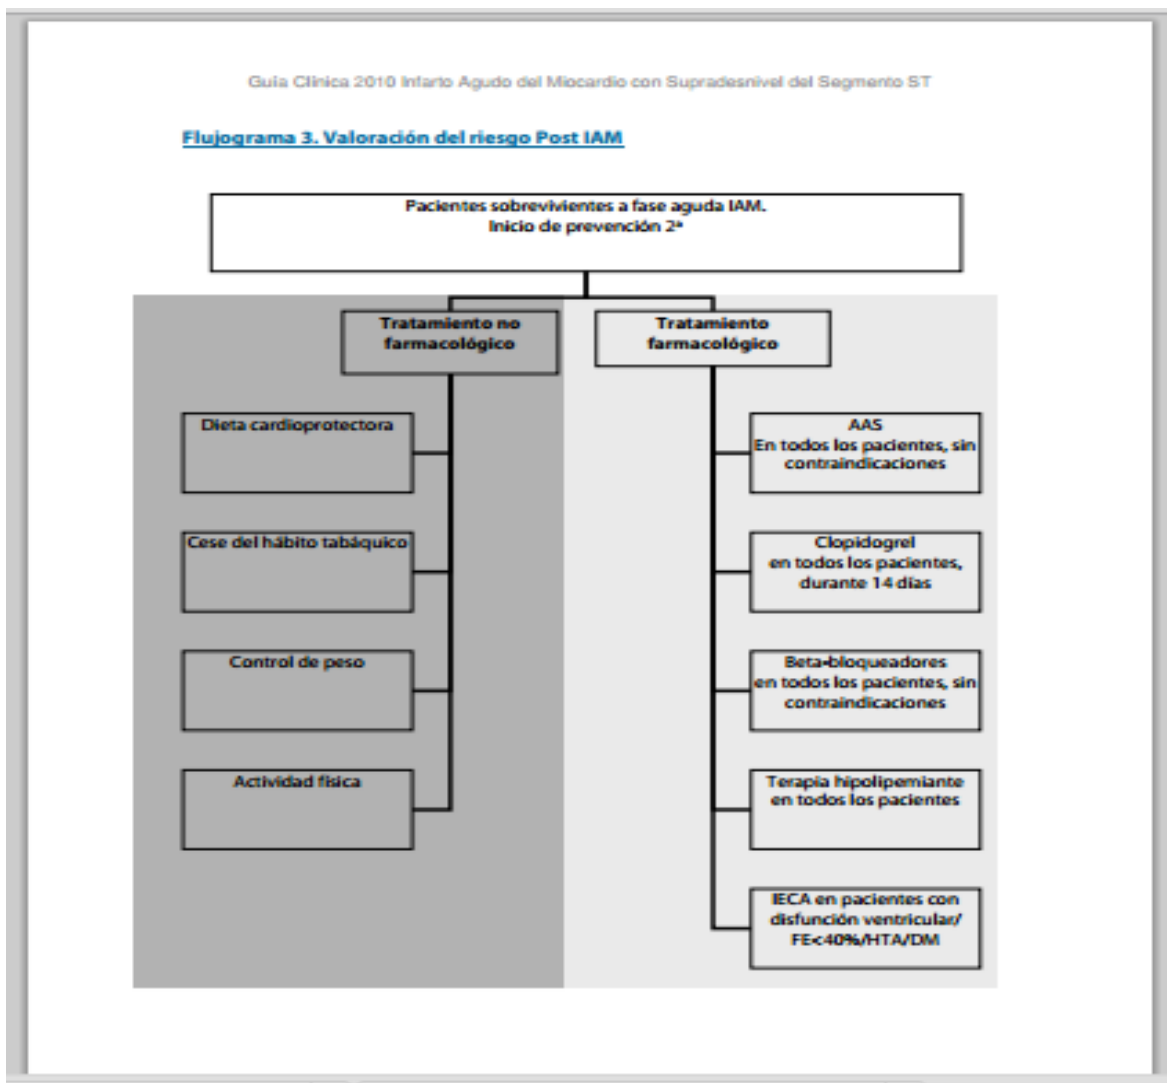 Guía Clínica 2010 Infarto Agudo del Miocardio con Supradesnivel del Segmento ST
Flujograma 3. Valoración del riesgo Post IAM
Pacientes sobrevivientes a fase aguda IAM.
Inicio de prevención 2ª
Tratamiento no
farmacológico
Dieta cardioprotectora
Cese del hábito tabáquico
Control de peso
Actividad física
Tratamiento
farmacológico
AAS
En todos los pacientes, sin
contraindicaciones
Clopidogrel
en todos los pacientes,
durante 14 días
Beta-bloqueadores
en todos los pacientes, sin
contraindicaciones
Terapia hipolipemiante
en todos los pacientes
IECA en pacientes con
disfunción ventricular/
FE<40%/HTA/DM